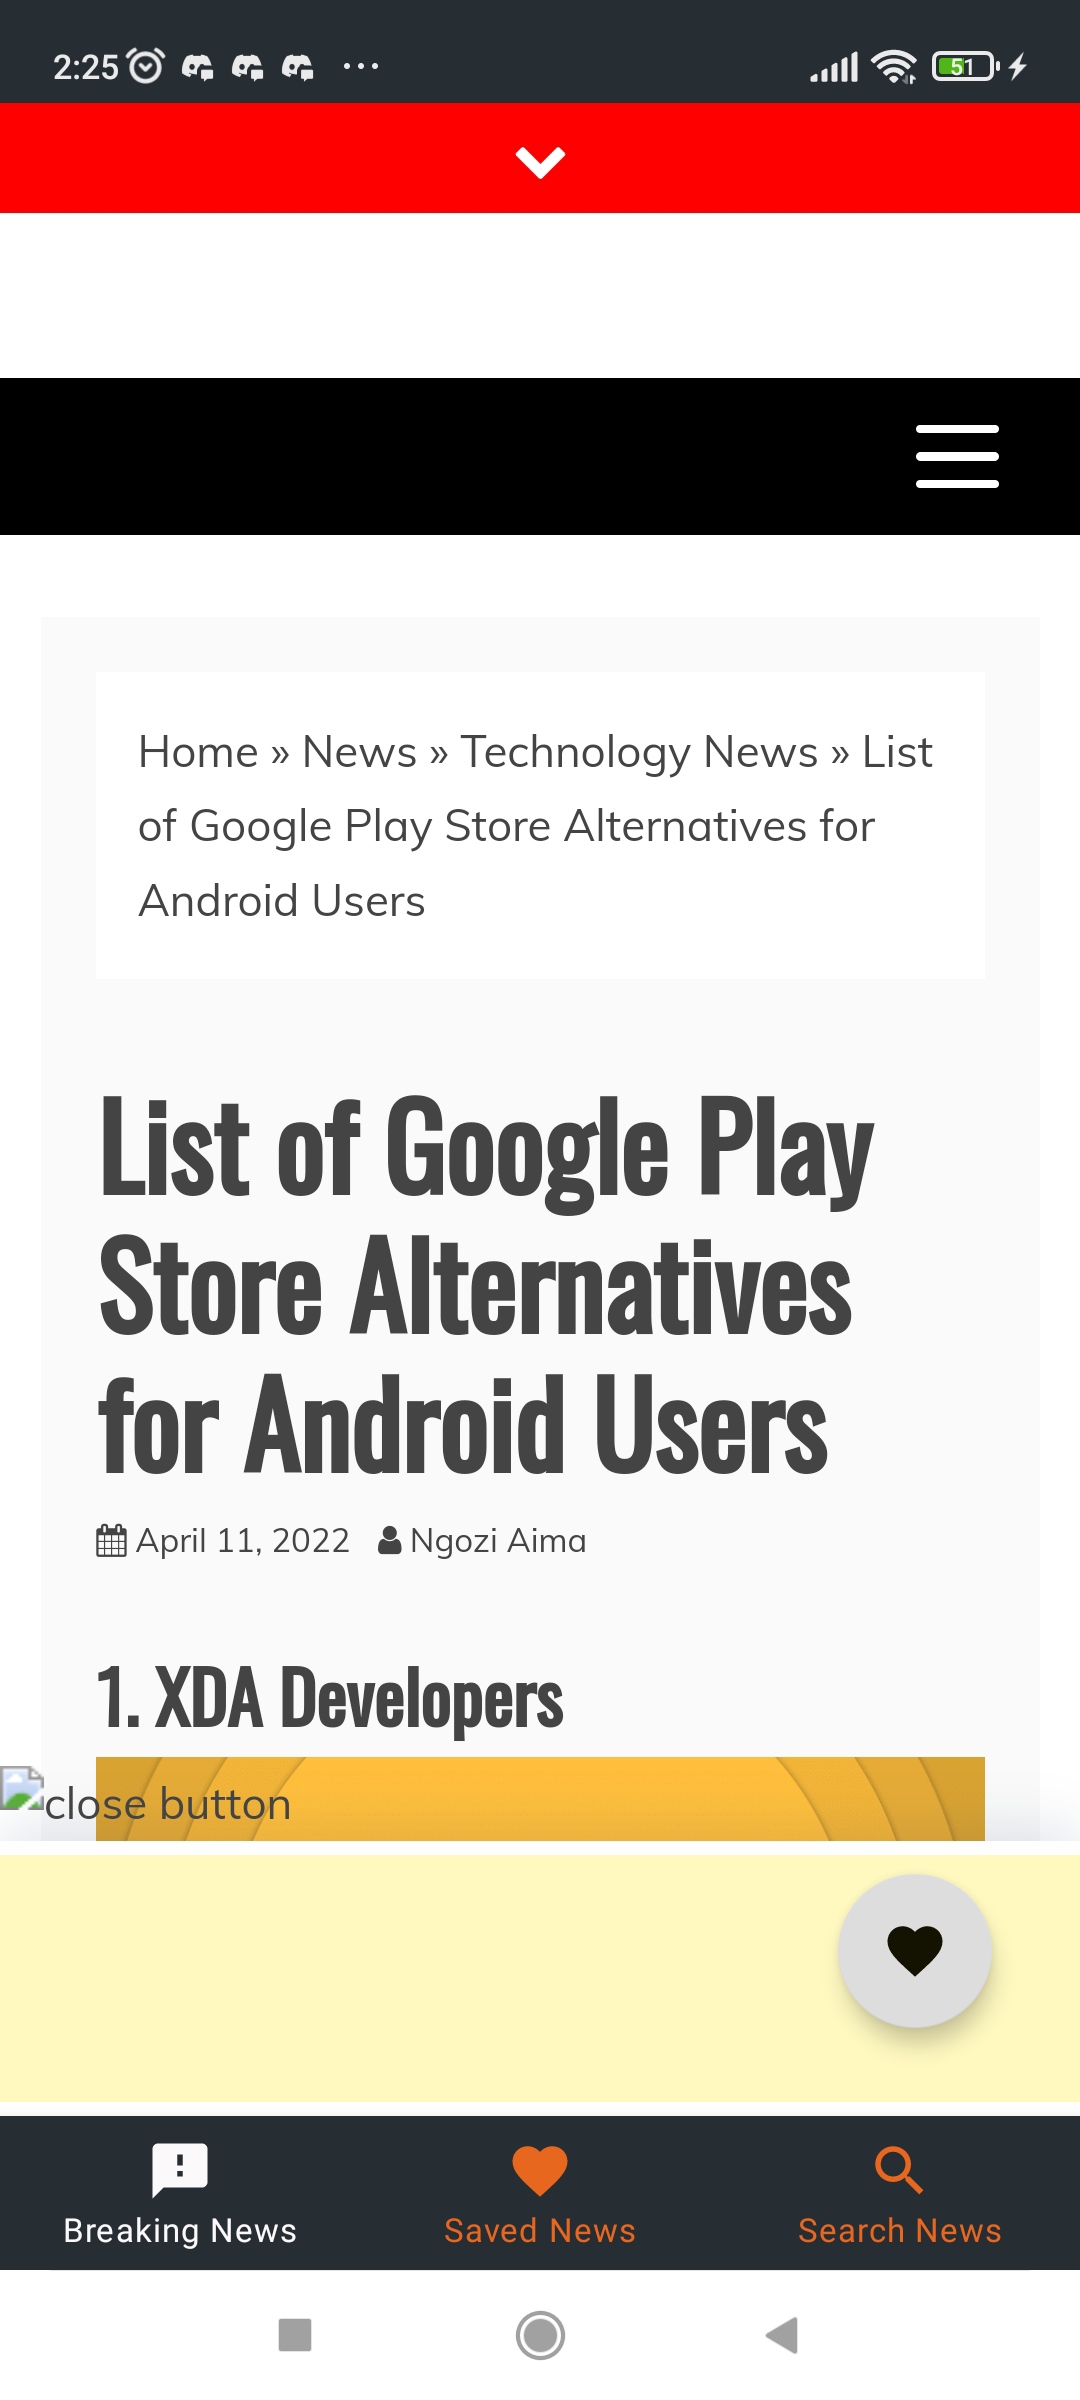 2:25
51
Home » News » Technology News » List
of Google Play Store Alternatives for
Android Users
List of Google Play
Store Alternatives
for Android Users
April 11, 2022 Ngozi Aima
1. XDA Developers
close button
Breaking News Saved News Search News